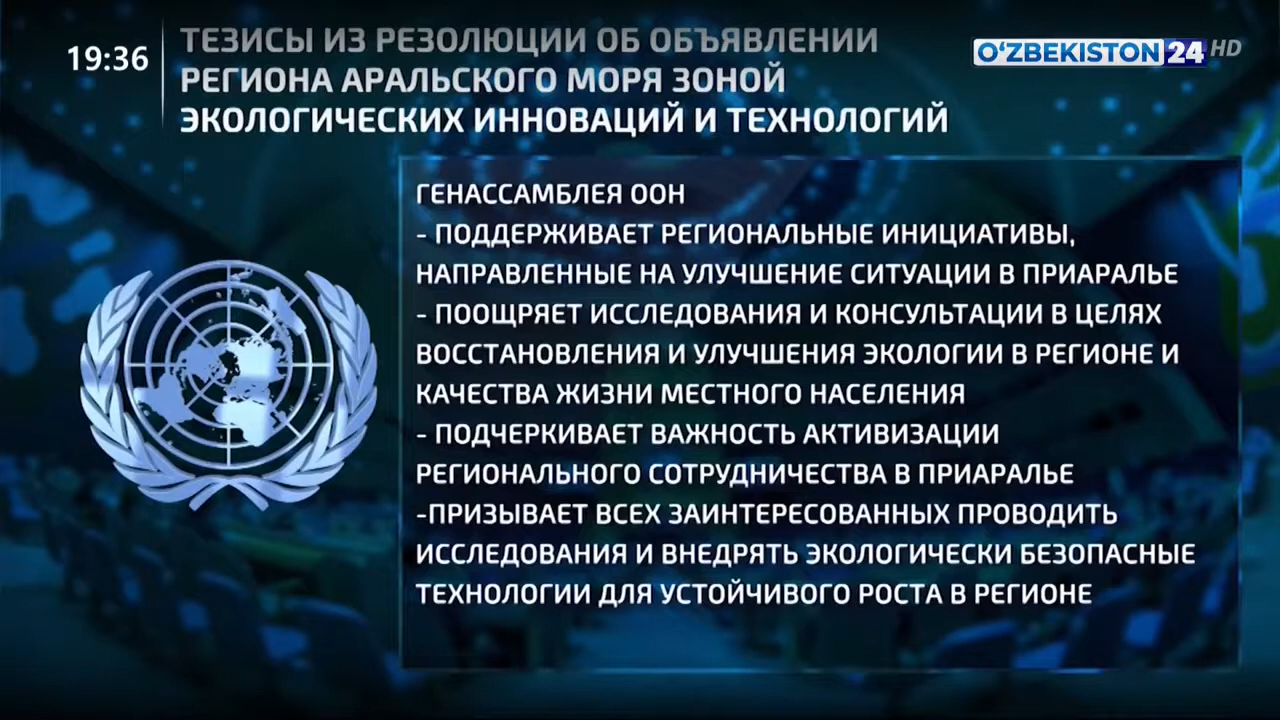 19:36
ТЕЗИСЫ ИЗ РЕЗОЛЮЦИИ ОБ ОБЪЯВЛЕНИИ
РЕГИОНА АРАЛЬСКОГО МОРЯ ЗОНОЙ
ЭКОЛОГИЧЕСКИХ ИННОВАЦИЙ И ТЕХНОЛОГИЙ
O‘ZBEKISTON 24 HD
ГЕНАССАМБЛЕЯ ООН
- ПОДДЕРЖИВАЕТ РЕГИОНАЛЬНЫЕ ИНИЦИАТИВЫ,
НАПРАВЛЕННЫЕ НА УЛУЧШЕНИЕ СИТУАЦИИ В ПРИАРАЛЬЕ
- ПООЩРЯЕТ ИССЛЕДОВАНИЯ И КОНСУЛЬТАЦИИ В ЦЕЛЯХ
ВОССТАНОВЛЕНИЯ И УЛУЧШЕНИЯ ЭКОЛОГИИ В РЕГИОНЕ И
КАЧЕСТВА ЖИЗНИ МЕСТНОГО НАСЕЛЕНИЯ
- ПОДЧЕРКИВАЕТ ВАЖНОСТЬ АКТИВИЗАЦИИ
РЕГИОНАЛЬНОГО СОТРУДНИЧЕСТВА В ПРИАРАЛЬЕ
-ПРИЗЫВАЕТ ВСЕХ ЗАИНТЕРЕСОВАННЫХ ПРОВОДИТЬ
ИССЛЕДОВАНИЯ И ВНЕДРЯТЬ ЭКОЛОГИЧЕСКИ БЕЗОПАСНЫЕ
ТЕХНОЛОГИИ ДЛЯ УСТОЙЧИВОГО РОСТА В РЕГИОНЕ